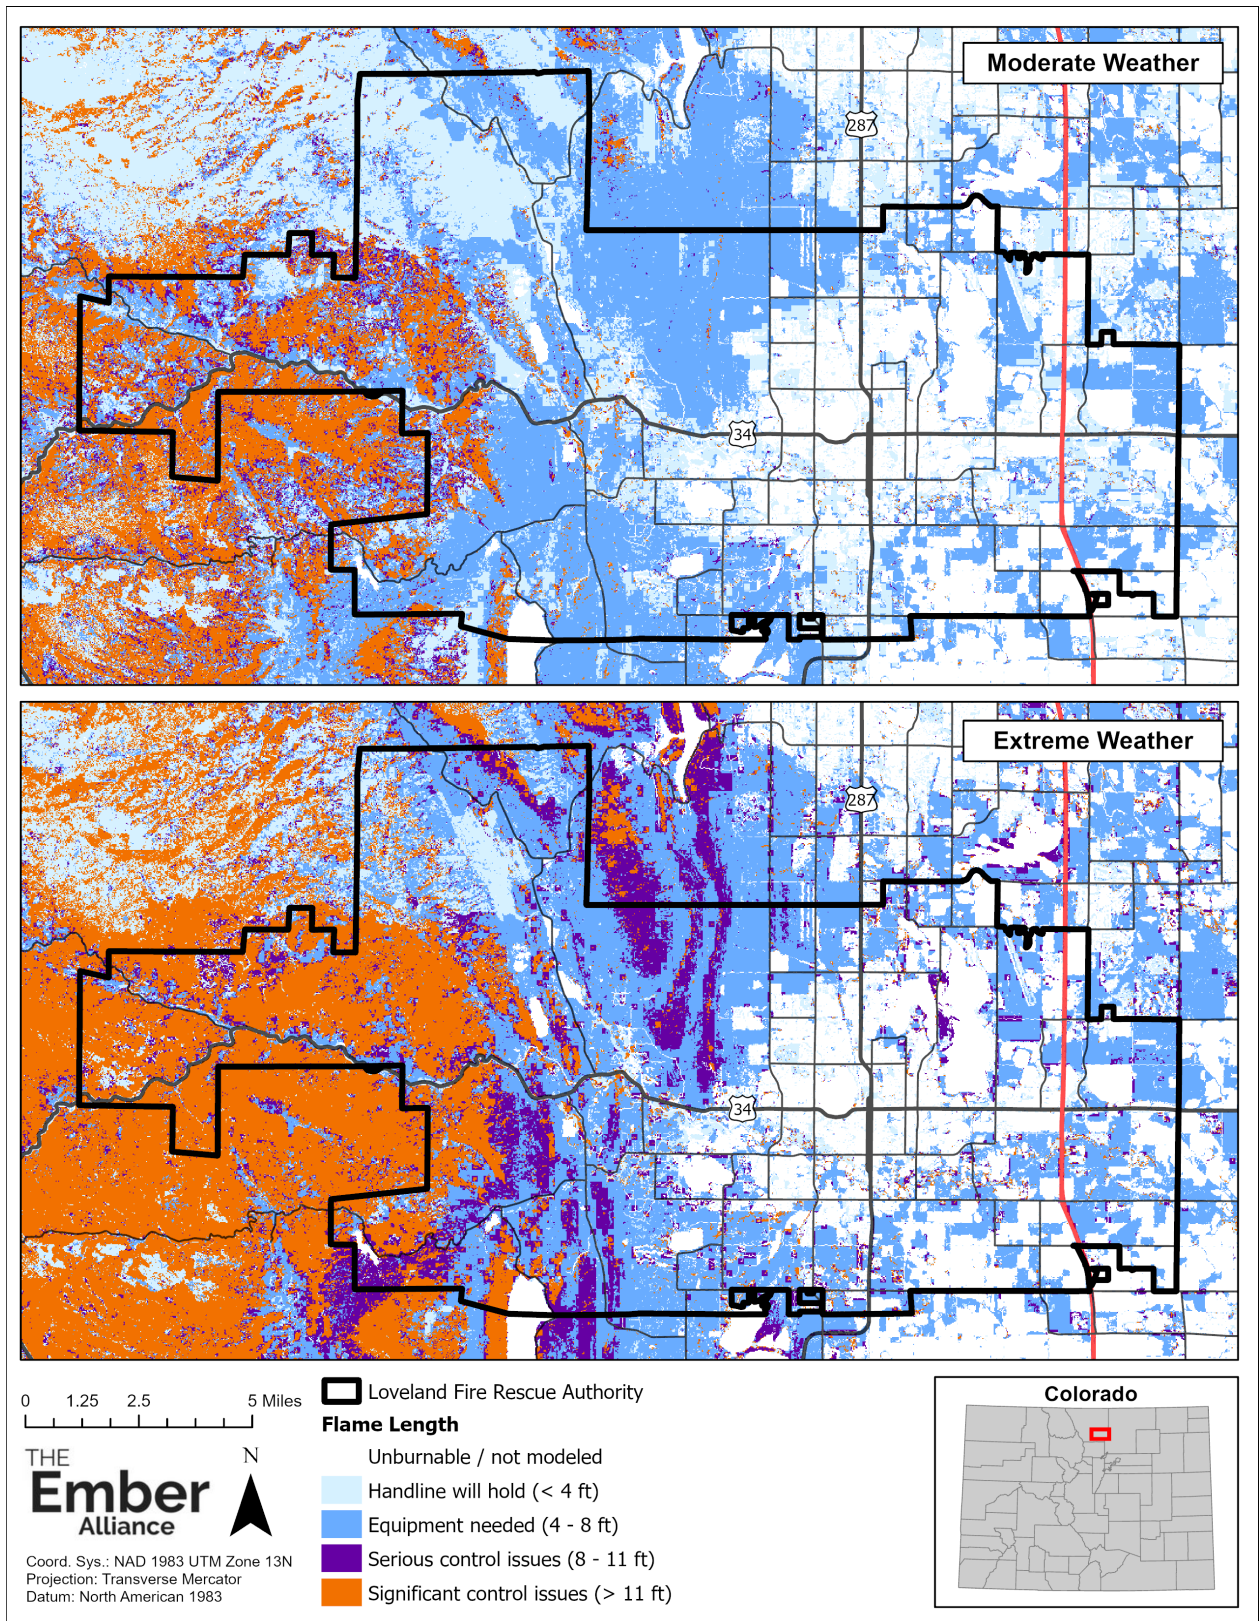 Moderate Weather
287
34
Extreme Weather
287
34
0 1.25 2.5 5 Miles
THE
Ember
Alliance
N
Coord. Sys.: NAD 1983 UTM Zone 13N
Projection: Transverse Mercator
Datum: North American 1983
Loveland Fire Rescue Authority
Flame Length
Unburnable / not modeled
Handline will hold (< 4 ft)
Equipment needed (4 - 8 ft)
Serious control issues (8 - 11 ft)
Significant control issues (> 11 ft)
Colorado